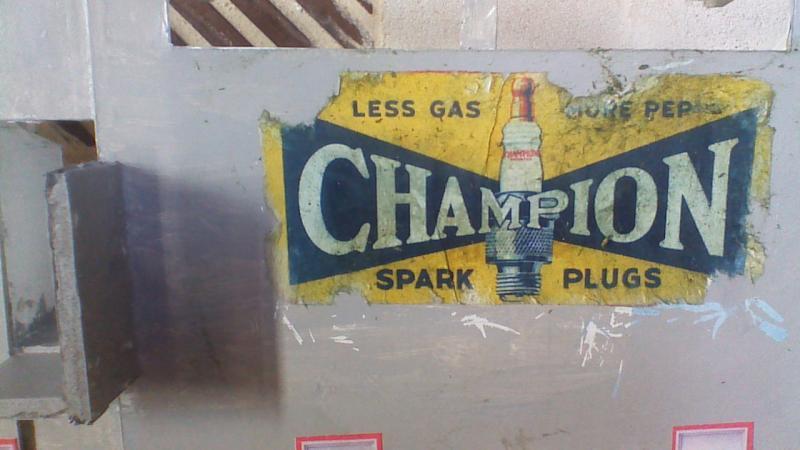 LESS GAS MORE PEP
CHAMPION
SPARK PLUGS